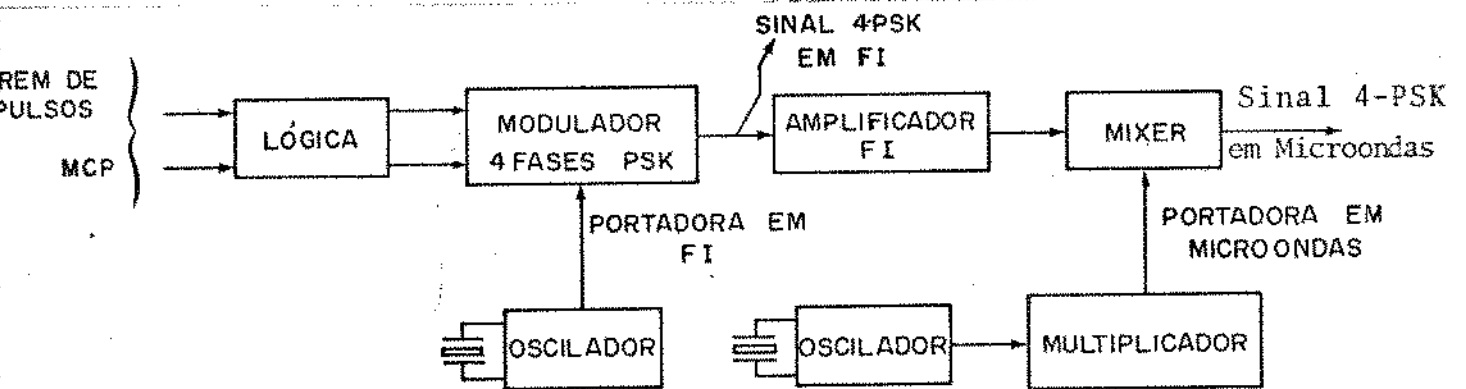 SINAL 4PSK
EM FI
REM DE
PULSOS
MCP
LÓGICA
MODULADOR
4 FASES PSK
AMPLIFICADOR
FI
MIXER
Sinal 4-PSK
em Microondas
PORTADORA EM
FI
PORTADORA EM
MICROONDAS
OSCILADOR
OSCILADOR
MULTIPLICADOR